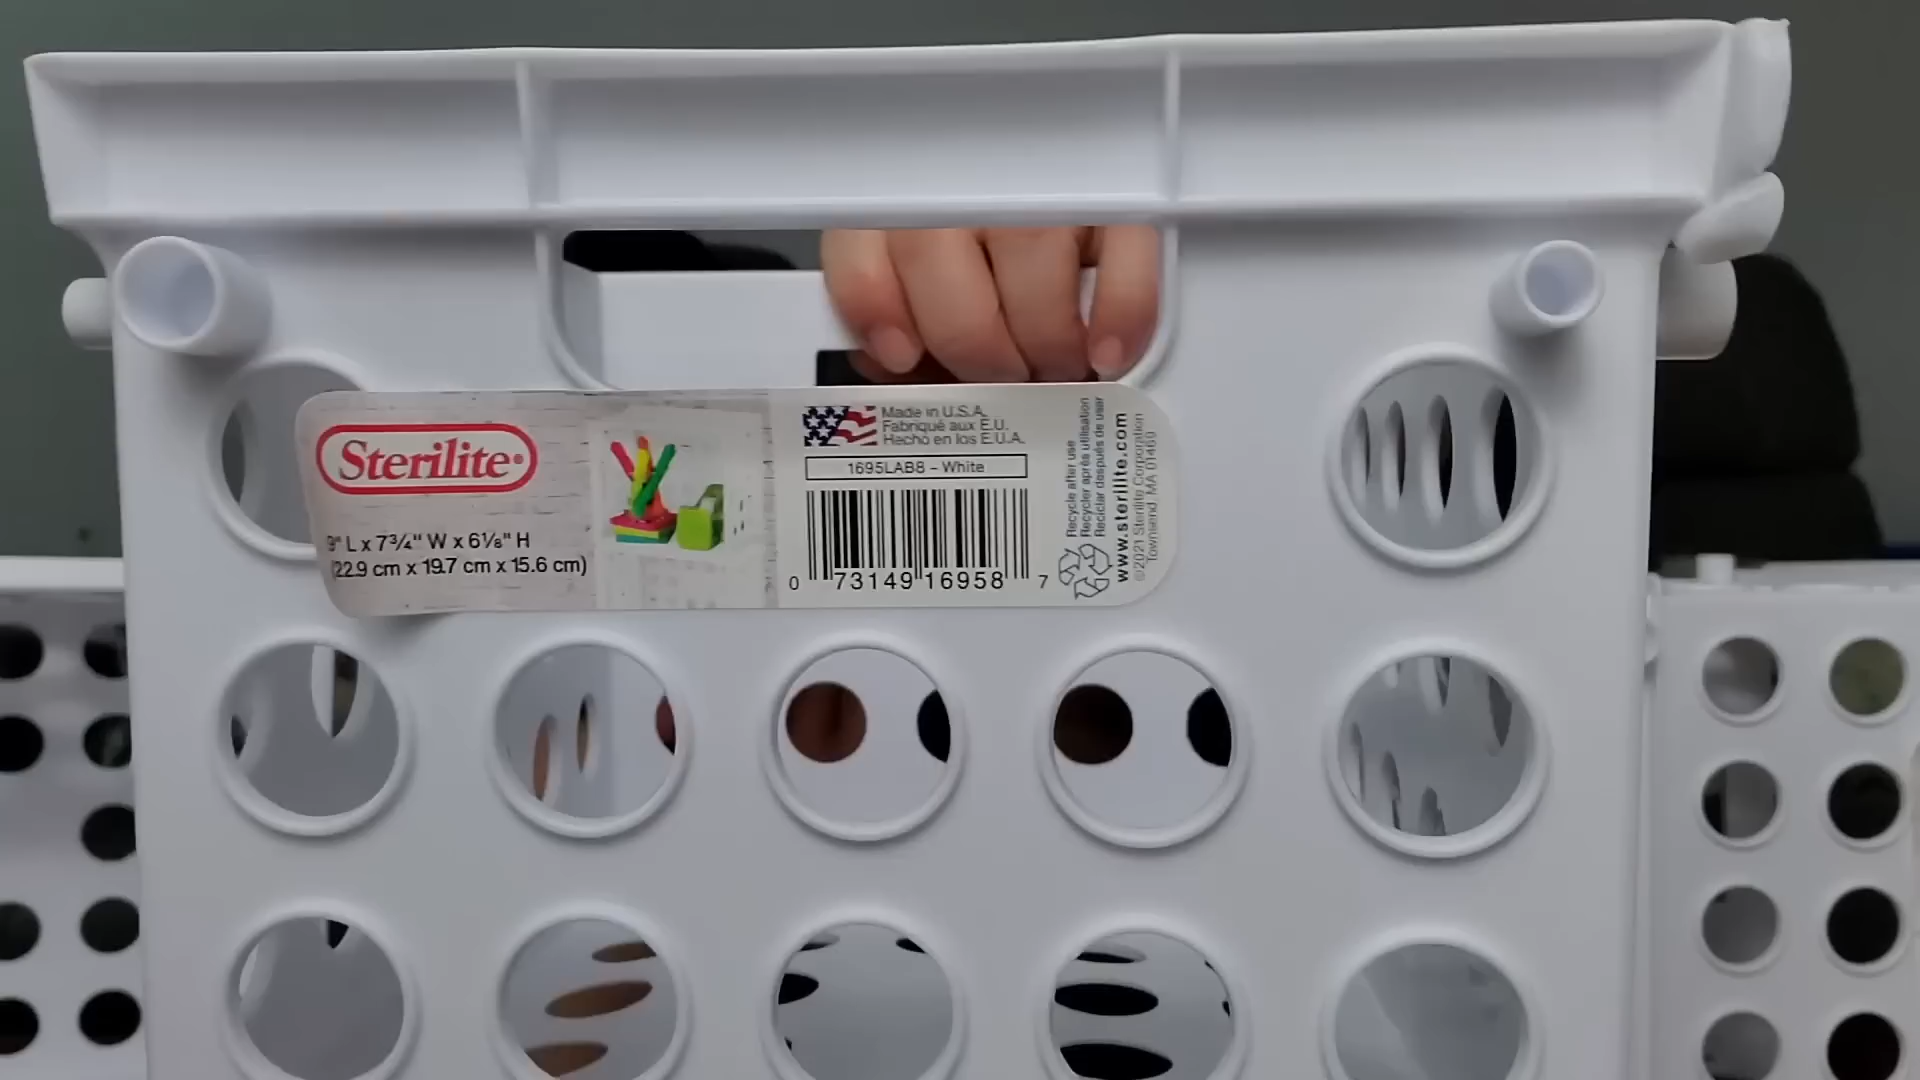 Sterilite®
9" L x 7¾" W x 6⅛" H
(22.9 cm x 19.7 cm x 15.6 cm)
Made in U.S.A.
Fabriqué aux E.U.
Hecho en los E.U.A.
1695LAB8 - White
0 73149 16958 7
Recycle after use
Recycler après utilisation
Reciclar después de usar
www.sterilite.com
©2021 Sterilite Corporation
Townsend, MA 01460